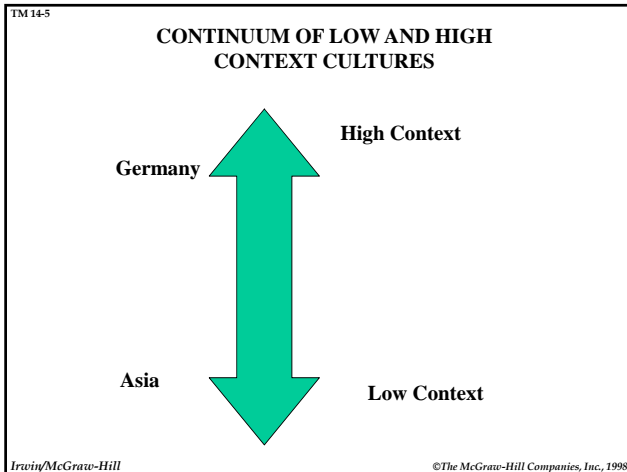 TM 14-5
CONTINUUM OF LOW AND HIGH
CONTEXT CULTURES
High Context
Germany
Asia
Low Context
Irwin/McGraw-Hill
©The McGraw-Hill Companies, Inc., 1998